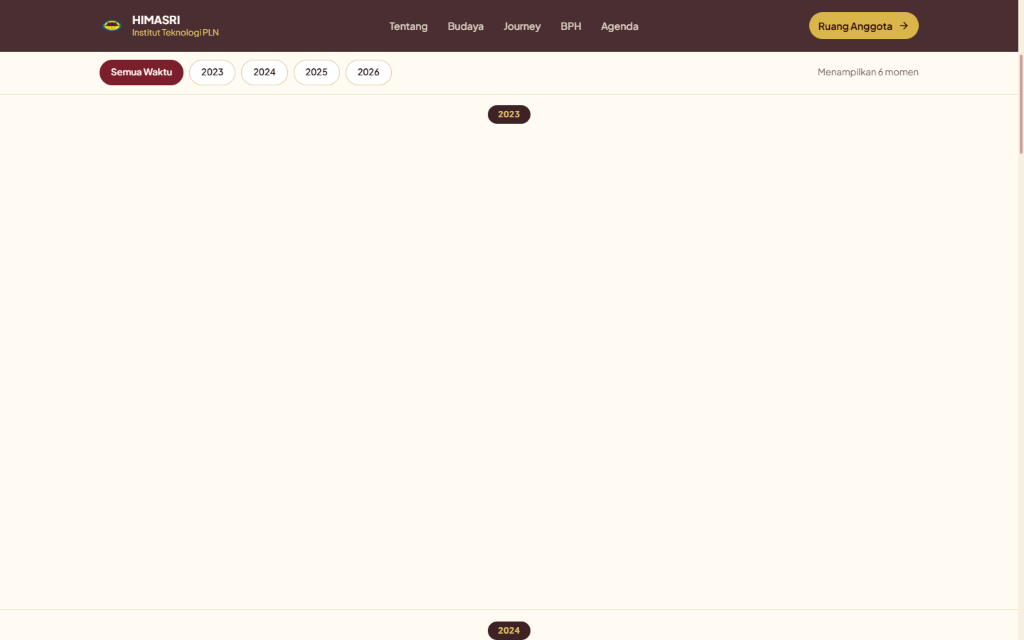 HIMASRI
Institut Teknologi PLN
Tentang Budaya Journey BPH Agenda
Ruang Anggota →
Semua Waktu 2023 2024 2025 2026
Menampilkan 6 momen
2023
2024